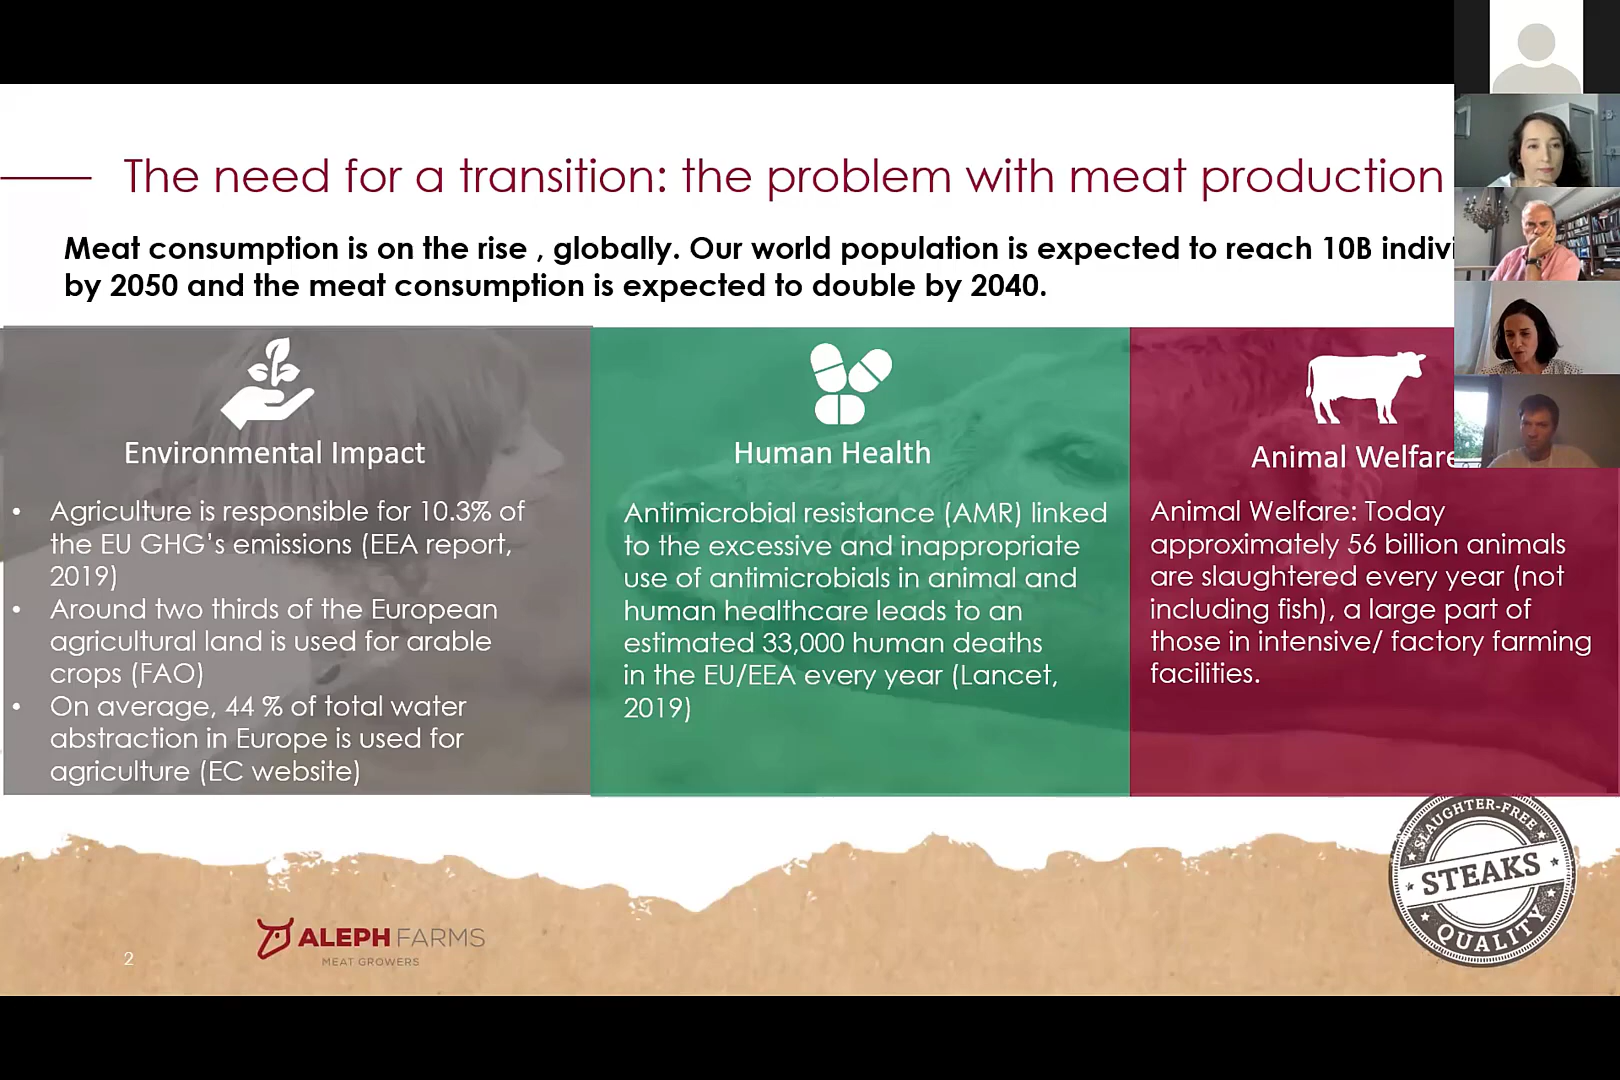 The need for a transition: the problem with meat production
Meat consumption is on the rise , globally. Our world population is expected to reach 10B
by 2050 and the meat consumption is expected to double by 2040.
Environmental Impact
• Agriculture is responsible for 10.3% of
the EU GHG's emissions (EEA report,
2019)
• Around two thirds of the European
agricultural land is used for arable
crops (FAO)
• On average, 44 % of total water
abstraction in Europe is used for
agriculture (EC website)
Human Health
Antimicrobial resistance (AMR) linked
to the excessive and inappropriate
use of antimicrobials in animal and
human healthcare leads to an
estimated 33,000 human deaths
in the EU/EEA every year (Lancet,
2019)
Animal Welfare
Animal Welfare: Today
approximately 56 billion animals
are slaughtered every year (not
including fish), a large part of
those in intensive/ factory farming
facilities.
SLAUGHTER-FREE
STEAKS
QUALITY
ALEPH FARMS
MEAT GROWERS
2